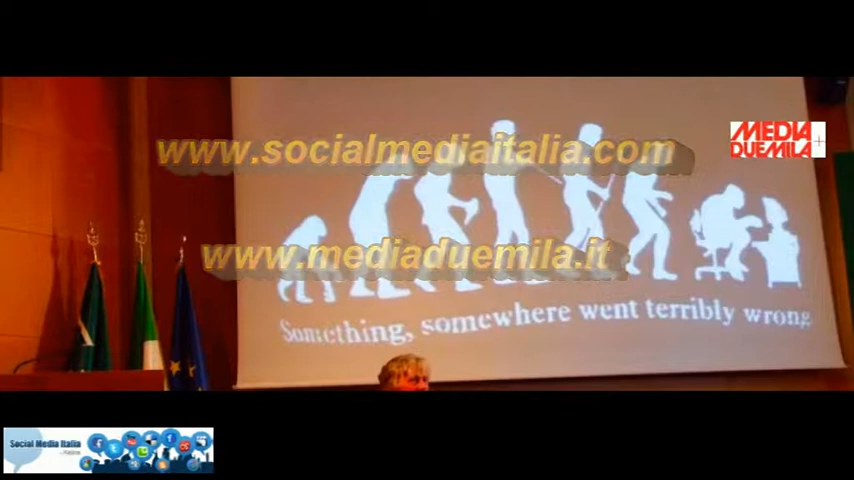 www.socialmediaitalia.com
MEDIA
DUEMILA+
www.mediaduemila.it
Something, somewhere went terribly wrong
Social Media Italia